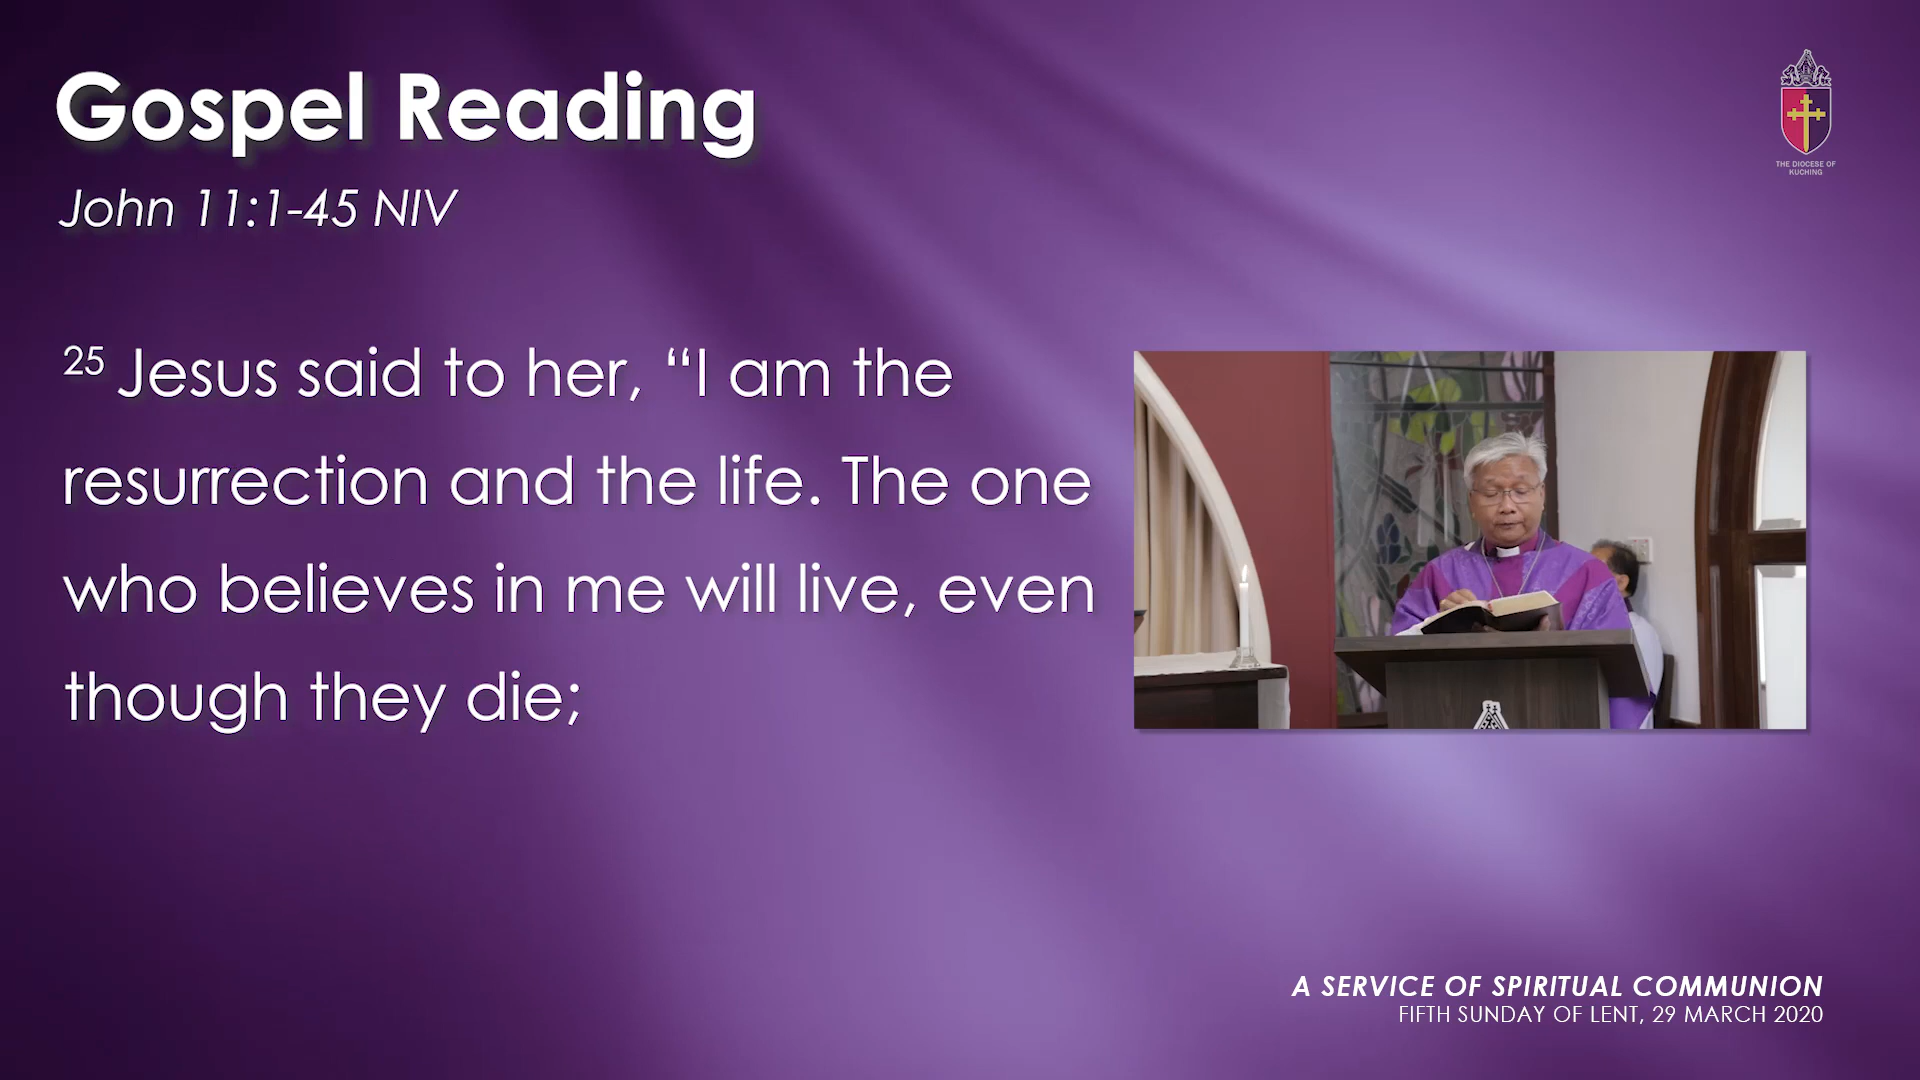 Gospel Reading
John 11:1-45 NIV
25 Jesus said to her, “I am the
resurrection and the life. The one
who believes in me will live, even
though they die;
THE DIOCESE OF
KUCHING
A SERVICE OF SPIRITUAL COMMUNION
FIFTH SUNDAY OF LENT, 29 MARCH 2020